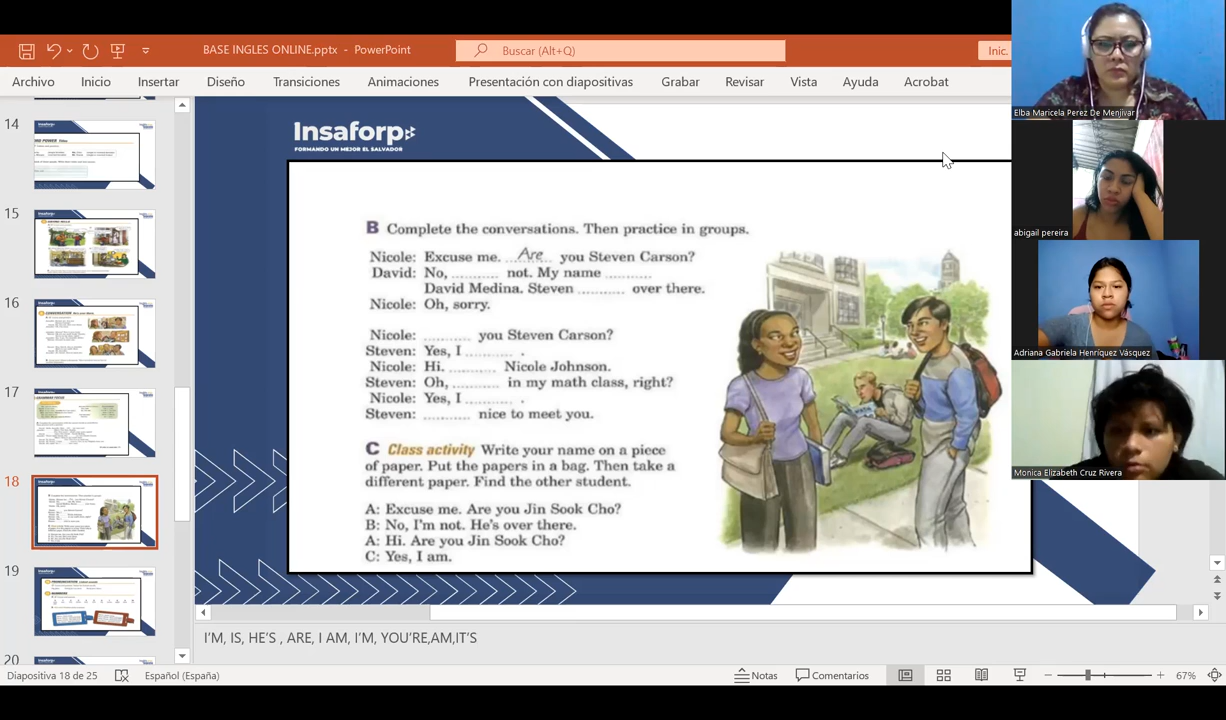 BASE INGLES ONLINE.pptx - PowerPoint
Buscar (Alt+Q)
Inic.
Archivo Inicio Insertar Diseño Transiciones Animaciones Presentación con diapositivas Grabar Revisar Vista Ayuda Acrobat
14
15
16
17
18
19
20
Insaforp
FORMANDO UN MEJOR EL SALVADOR
B Complete the conversations. Then practice in groups.
Nicole: Excuse me. Are you Steven Carson?
David: No, .......... not. My name ..........
David Medina. Steven .......... over there.
Nicole: Oh, sorry.
Nicole: .......... you Steven Carson?
Steven: Yes, I .......... .
Nicole: Hi. .......... Nicole Johnson.
Steven: Oh, .......... in my math class, right?
Nicole: Yes, I .......... .
Steven: .......... nice to meet you.
C Class activity Write your name on a piece
of paper. Put the papers in a bag. Then take a
different paper. Find the other student.
A: Excuse me. Are you Jin Sook Cho?
B: No, I'm not. He's over there.
A: Hi. Are you Jin Sook Cho?
C: Yes, I am.
Elba Maricela Perez De Menjivar
abigail pereira
Adriana Gabriela Henríquez Vásquez
Monica Elizabeth Cruz Rivera
I'M, IS, HE'S , ARE, I AM, I'M, YOU'RE,AM,IT'S
Diapositiva 18 de 25 Español (España) Notas Comentarios 67%